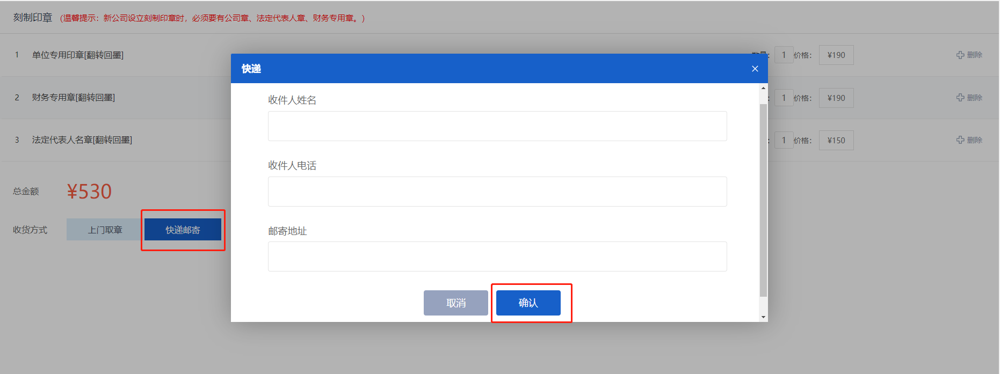 刻制印章 (温馨提示：新公司设立刻制印章时，必须要有公司章、法定代表人章、财务专用章。)
1 单位专用印章[翻转回墨] 数量： 1 价格： ¥190 删除
2 财务专用章[翻转回墨] : 1 价格： ¥190 删除
3 法定代表人名章[翻转回墨] : 1 价格： ¥150 删除
总金额 ¥530
收货方式 上门取章 快递邮寄
快递 ×
收件人姓名
收件人电话
邮寄地址
取消 确认